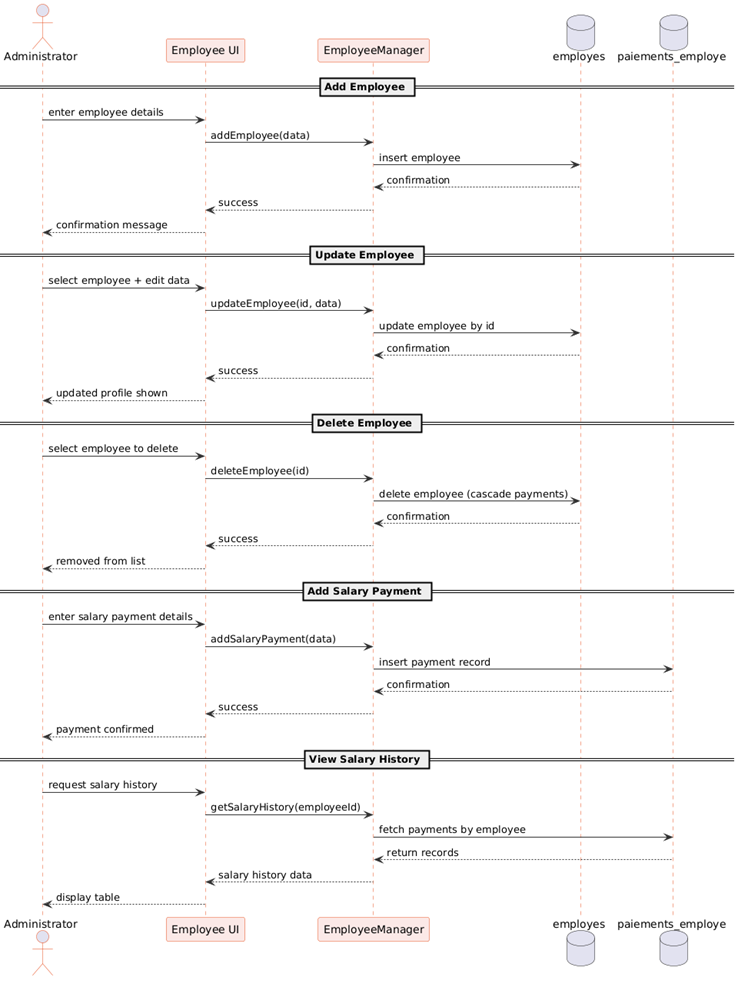 Administrator
Employee UI
EmployeeManager
employes
paiements_employe
Add Employee
enter employee details
addEmployee(data)
insert employee
confirmation
success
confirmation message
Update Employee
select employee + edit data
updateEmployee(id, data)
update employee by id
confirmation
success
updated profile shown
Delete Employee
select employee to delete
deleteEmployee(id)
delete employee (cascade payments)
confirmation
success
removed from list
Add Salary Payment
enter salary payment details
addSalaryPayment(data)
insert payment record
confirmation
success
payment confirmed
View Salary History
request salary history
getSalaryHistory(employeeId)
fetch payments by employee
return records
salary history data
display table
Administrator
Employee UI
EmployeeManager
employes
paiements_employe